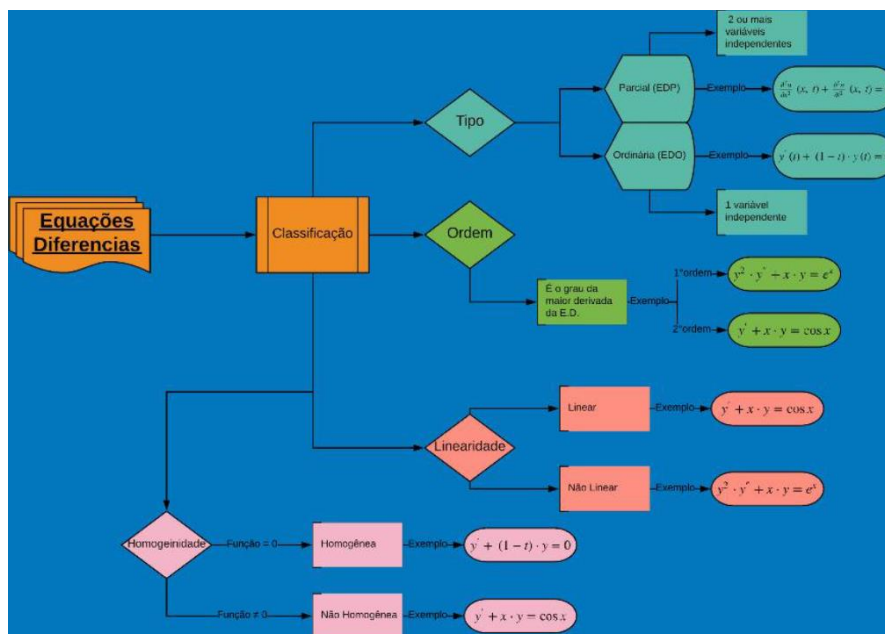 2 ou mais
variáveis
independentes
Parcial (EDP)
Exemplo
(x, t) + (x, t) =
Tipo
Ordinária (EDO)
Exemplo
y'(t) + (1 − t) · y(t) =
1 variável
independente
Equações
Diferencias
Classificação
Ordem
É o grau da
maior derivada
da E.D.
Exemplo
1°ordem
y² · y'' + x · y = eˣ
2°ordem
y' + x · y = cos x
Linearidade
Linear
Exemplo
y' + x · y = cos x
Não Linear
Exemplo
y² · y'' + x · y = eˣ
Homogeinidade
Função = 0
Homogênea
Exemplo
y' + (1 − t) · y = 0
Função ≠ 0
Não Homogênea
Exemplo
y' + x · y = cos x